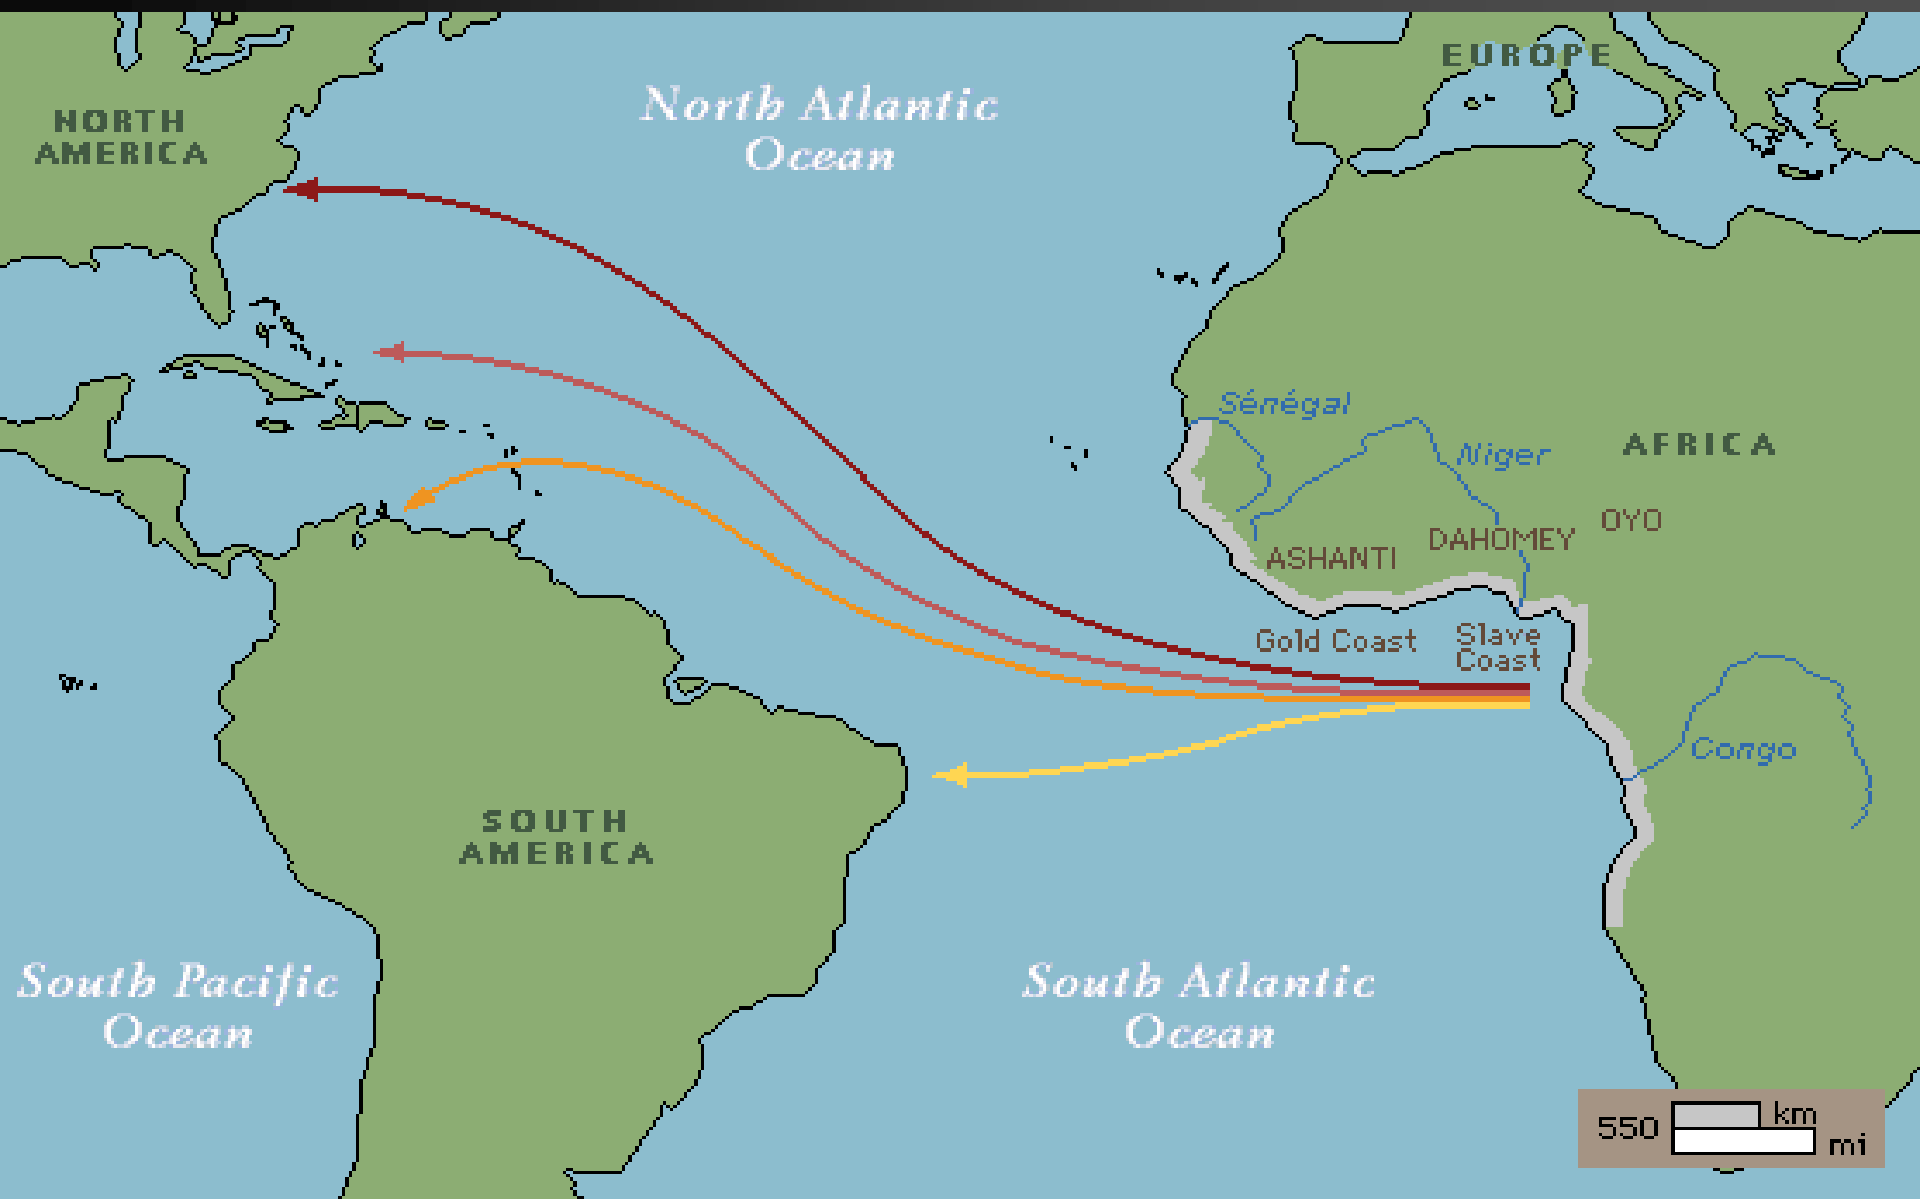 EUROPE
NORTH
AMERICA
North Atlantic
Ocean
Sénégal
Niger
AFRICA
OYO
DAHOMEY
ASHANTI
Gold Coast
Slave
Coast
Congo
SOUTH
AMERICA
South Pacific
Ocean
South Atlantic
Ocean
550
km
mi